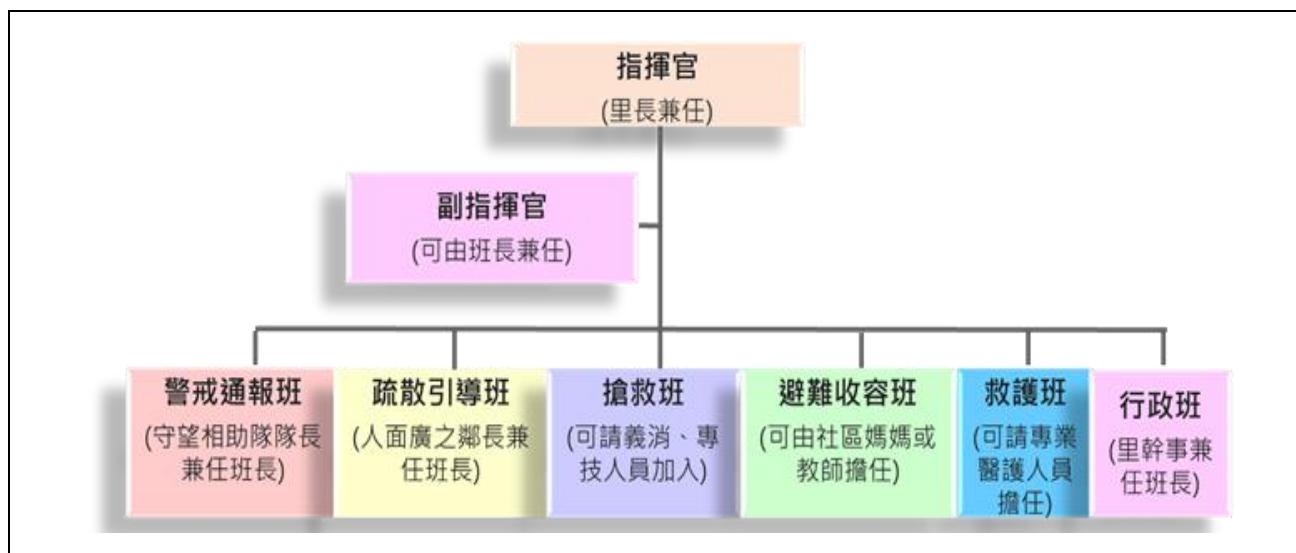 指揮官
(里長兼任)
副指揮官
(可由班長兼任)
警戒通報班
(守望相助隊隊長
兼任班長)
疏散引導班
(人面廣之鄰長兼
任班長)
搶救班
(可請義消、專
技人員加入)
避難收容班
(可由社區媽媽或
教師擔任)
救護班
(可請專業
醫護人員
擔任)
行政班
(里幹事兼
任班長)